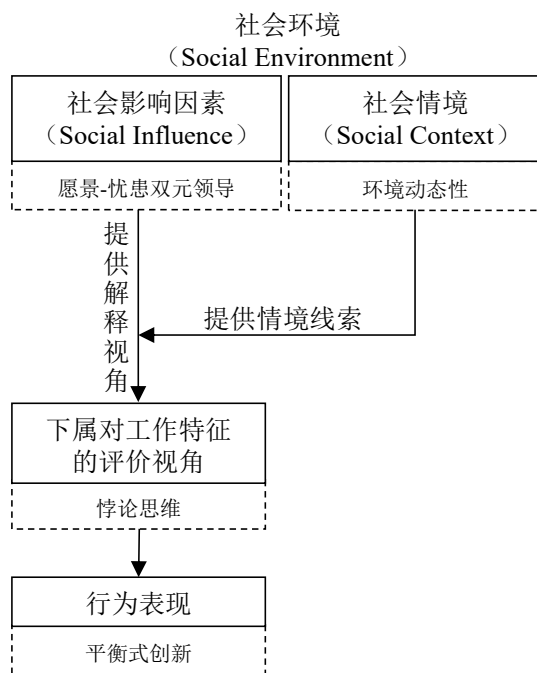 社会环境
（Social Environment）
社会影响因素
（Social Influence）
愿景-忧患双元领导
社会情境
（Social Context）
环境动态性
提供解释视角
提供情境线索
下属对工作特征
的评价视角
悖论思维
行为表现
平衡式创新